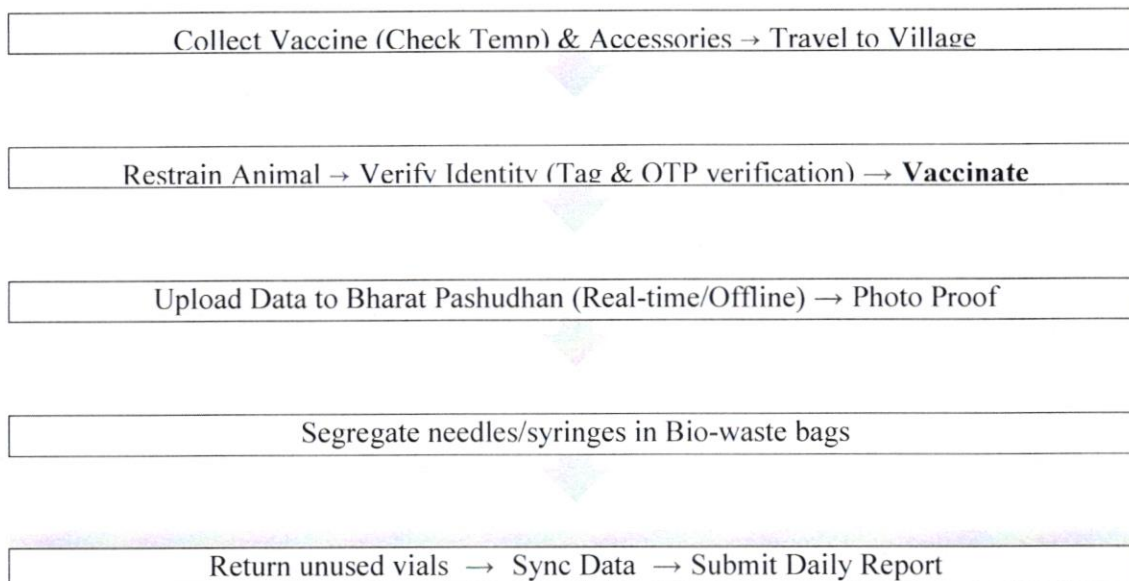 Collect Vaccine (Check Temp) & Accessories → Travel to Village
Restrain Animal → Verify Identity (Tag & OTP verification) → Vaccinate
Upload Data to Bharat Pashudhan (Real-time/Offline) → Photo Proof
Segregate needles/syringes in Bio-waste bags
Return unused vials → Sync Data → Submit Daily Report